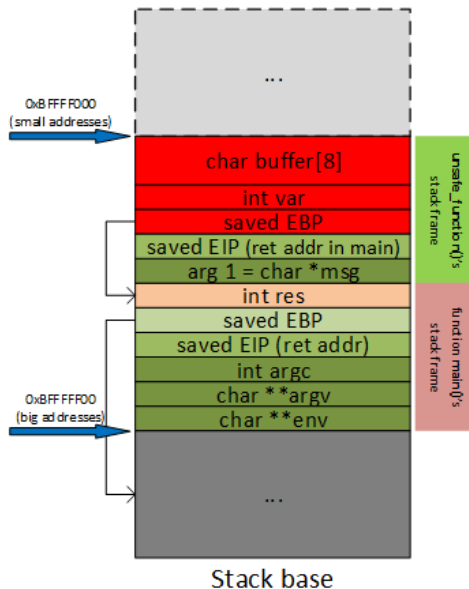 ...
0xBFFFF000
(small addresses)
char buffer[8]
int var
saved EBP
saved EIP (ret addr in main)
arg 1 = char *msg
unsafe_function()'s
stack frame
int res
saved EBP
saved EIP (ret addr)
int argc
char **argv
char **env
function main()'s
stack frame
0xBFFFFF00
(big addresses)
...
Stack base